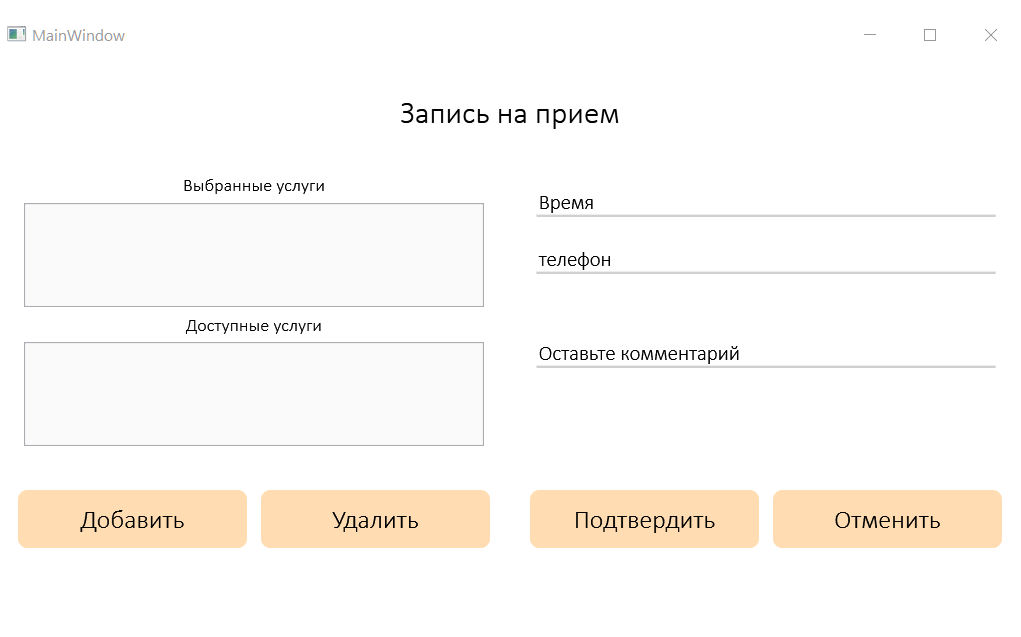 MainWindow
Запись на прием
Выбранные услуги
Доступные услуги
Время
телефон
Оставьте комментарий
Добавить
Удалить
Подтвердить
Отменить